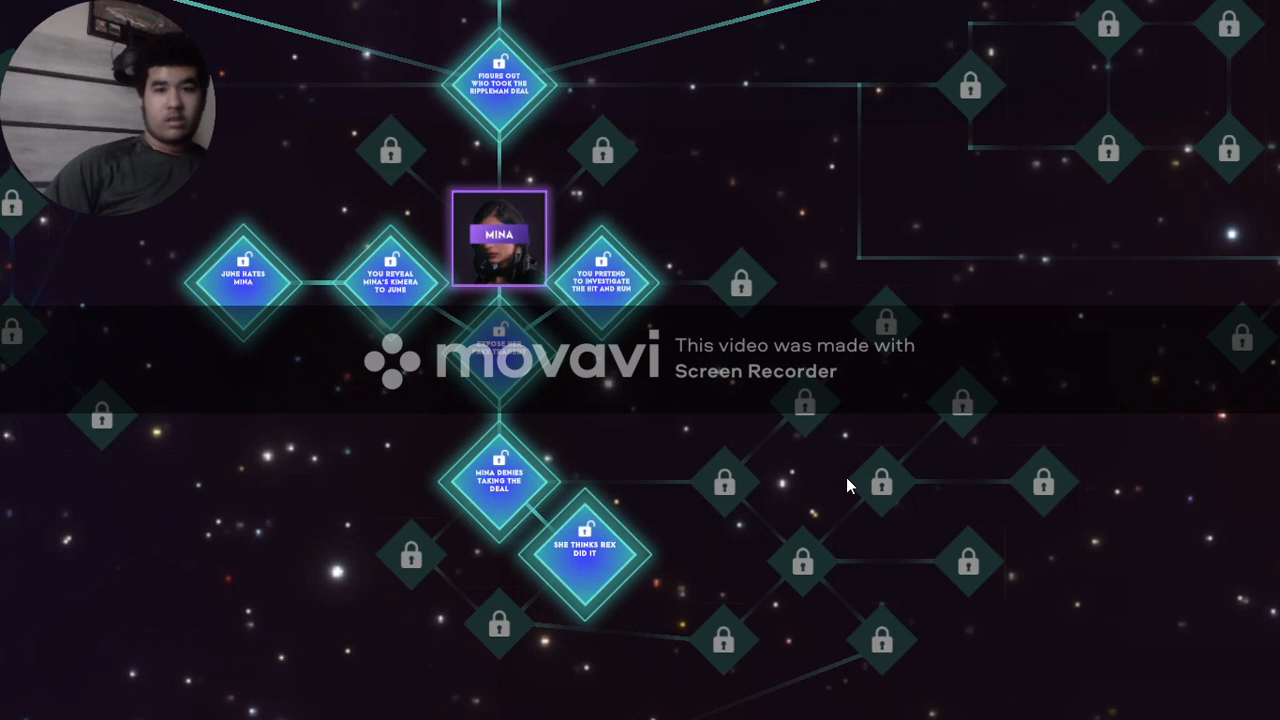 FIGURE OUT
WHO TOOK THE
RIPPLEMAN DEAL
MINA
JUNE HATES
MINA
YOU REVEAL
MINA'S KIMERA
TO JUNE
YOU PRETEND
TO INVESTIGATE
THE HIT AND RUN
EXPOSE HER
movavi
This video was made with
Screen Recorder
MINA DENIES
TAKING THE
DEAL
SHE THINKS REX
DID IT